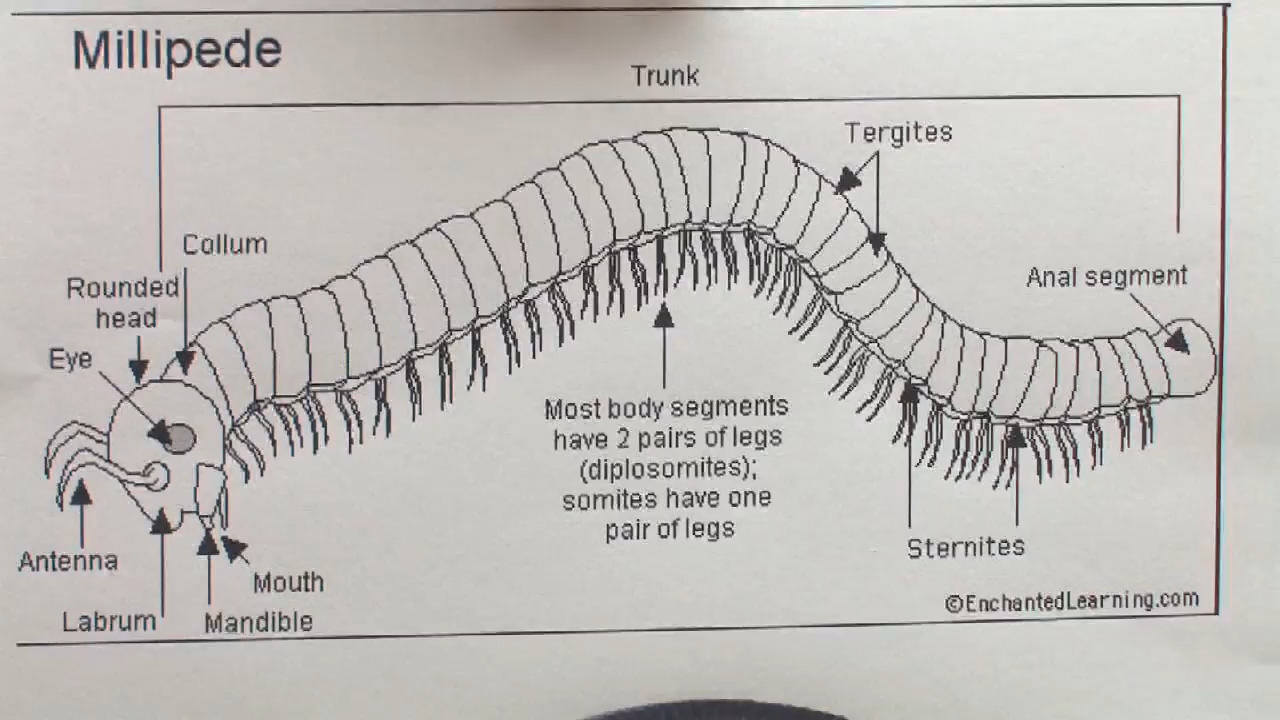 Millipede
Trunk
Tergites
Collum
Rounded
head
Anal segment
Eye
Most body segments
have 2 pairs of legs
(diplosomites);
somites have one
pair of legs
Antenna
Sternites
Mouth
Labrum
Mandible
©EnchantedLearning.com